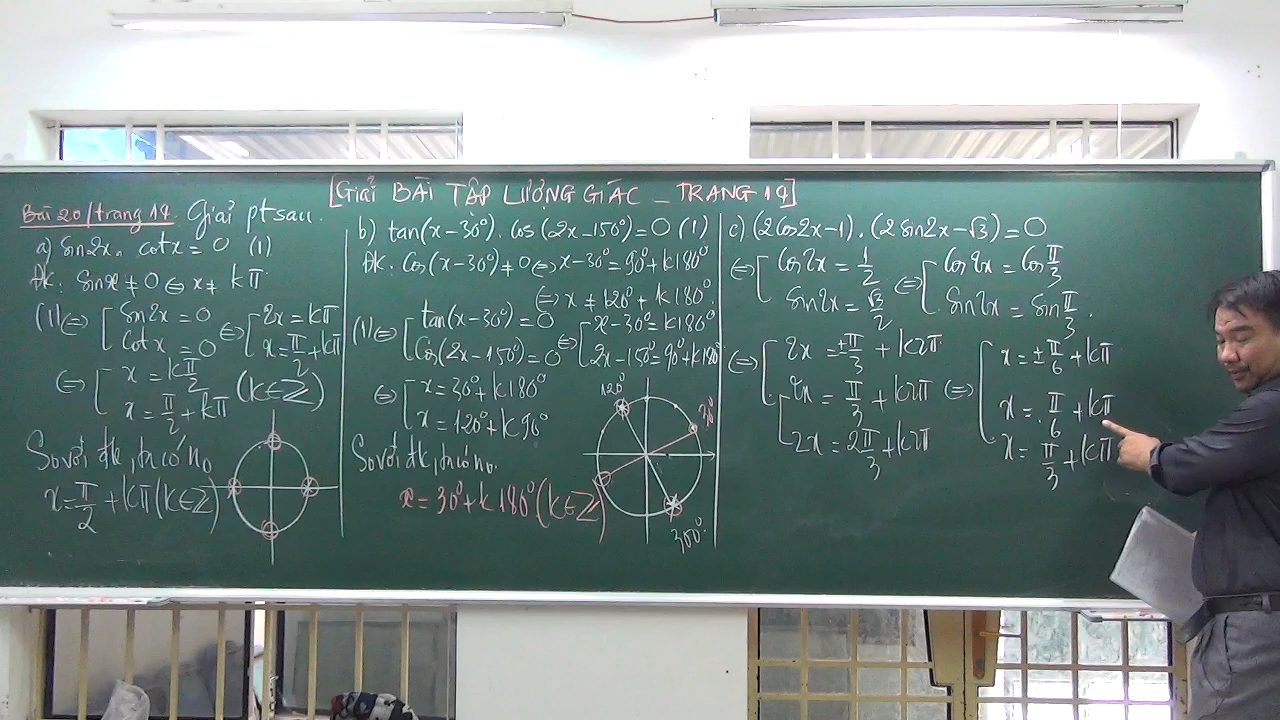 [Giải BÀI TẬP LƯỢNG GIÁC _ TRANG 14]
Bài 20/trang 14. Giải pt sau.
a) Sin2x. cotx = 0 (1)
ĐK: Sinx ≠ 0 ⇔ x ≠ kπ
(1) ⇔ [ Sin2x = 0 ⇔ [ 2x = kπ
Cotx = 0 x = π/2 + kπ
⇔ [ x = kπ/2 (k∈Z)
x = π/2 + kπ
So với đk, ta có n0
x = π/2 + kπ (k∈Z)
b) tan(x-30°). Cos(2x-150°) = 0 (1)
ĐK: Cos(x-30°) ≠ 0 ⇔ x-30° = 90° + k180°
⇔ x ≠ 120° + k180°.
(1) ⇔ [ tan(x-30°) = 0 ⇔ [ x-30° = k180°
Cos(2x-150°) = 0 2x-150° = 90° + k180°
⇔ [ x = 30° + k180°
x = 120° + k90°
So với đk, ta có n0.
x = 30° + k180° (k∈Z)
120°
30°
300°
c) (2Cos2x-1). (2Sin2x-√3) = 0
⇔ [ Cos2x = 1/2 ⇔ [ Cos2x = Cos π/3
Sin2x = √3/2 Sin2x = Sin π/3.
⇔ [ 2x = ±π/3 + k2π ⇔ [ x = ±π/6 + kπ
2x = π/3 + k2π x = π/6 + kπ
2x = 2π/3 + k2π x = π/3 + kπ